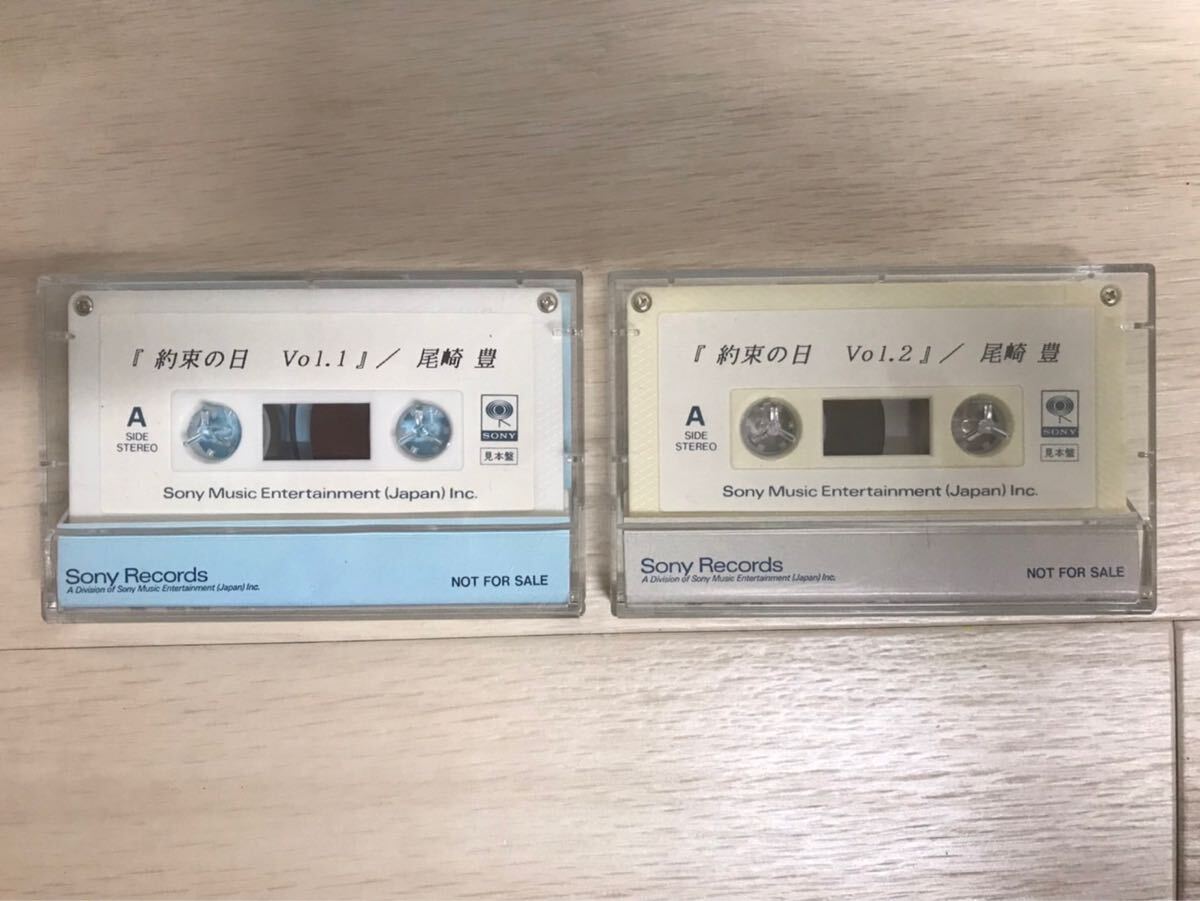 『約束の日 Vol.1』／ 尾崎 豊
A
SIDE
STEREO
SONY
見本盤
Sony Music Entertainment (Japan) Inc.
Sony Records
A Division of Sony Music Entertainment (Japan) Inc.
NOT FOR SALE
『約束の日 Vol.2』／ 尾崎 豊
A
SIDE
STEREO
SONY
見本盤
Sony Music Entertainment (Japan) Inc.
Sony Records
A Division of Sony Music Entertainment (Japan) Inc.
NOT FOR SALE